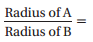 Radius of A
Radius of B =